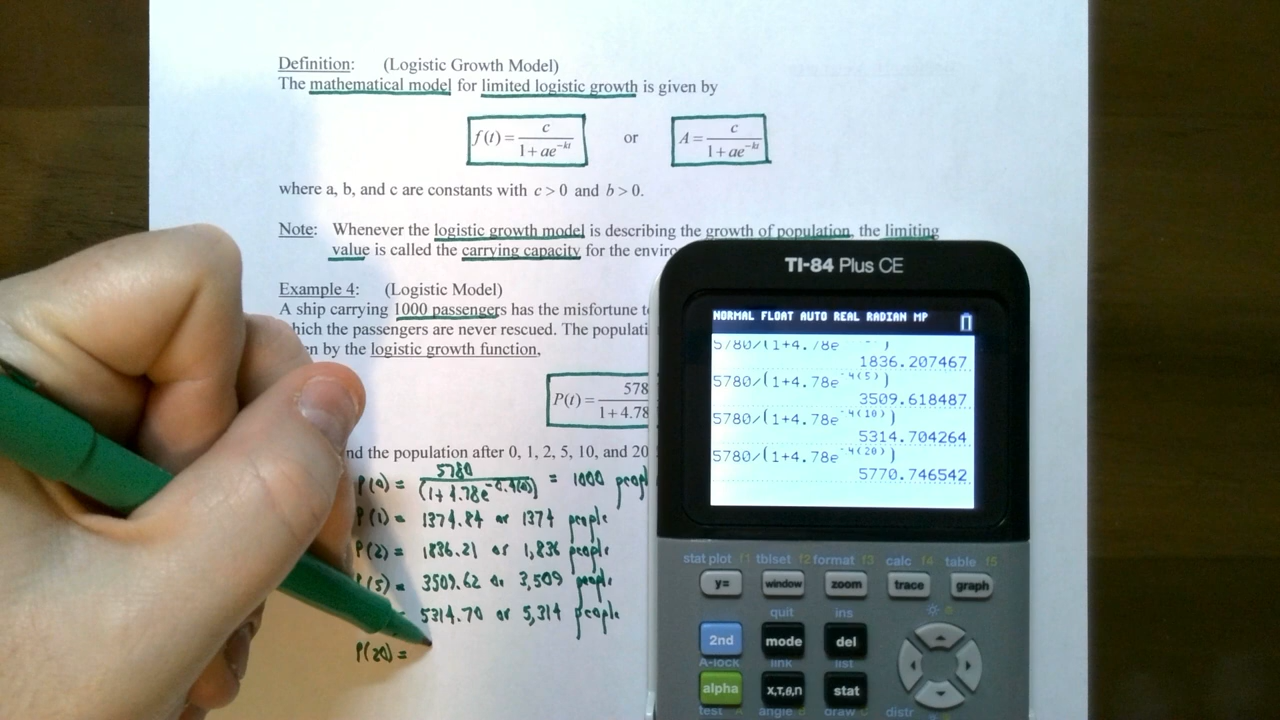 Definition: (Logistic Growth Model)
The mathematical model for limited logistic growth is given by
f(t) = c / 1 + ae^-kt or A = c / 1 + ae^-kt
where a, b, and c are constants with c > 0 and b > 0.
Note: Whenever the logistic growth model is describing the growth of population, the limiting
value is called the carrying capacity for the enviro
Example 4: (Logistic Model)
A ship carrying 1000 passengers has the misfortune t
hich the passengers are never rescued. The populati
en by the logistic growth function,
P(t) = 578 / 1 + 4.78
nd the population after 0, 1, 2, 5, 10, and 20
P(0) = 5780 / (1+4.78e^-0.4(0)) = 1000 peopl
P(1) = 1374.84 or 1374 people
P(2) = 1836.21 or 1,836 people
P(5) = 3509.62 or 3,509 people
5314.70 or 5,314 people
P(20) =
TI-84 Plus CE
NORMAL FLOAT AUTO REAL RADIAN MP
5780/(1+4.78e
1836.207467
5780/(1+4.78e^-.4(5))
3509.618487
5780/(1+4.78e^-.4(10))
5314.704264
5780/(1+4.78e^-.4(20))
5770.746542
stat plot f1 tblset f2 format f3 calc f4 table f5
y= window zoom trace graph
quit ins
2nd mode del
A-lock link list
alpha X,T,θ,n stat
test A angle B draw C distr